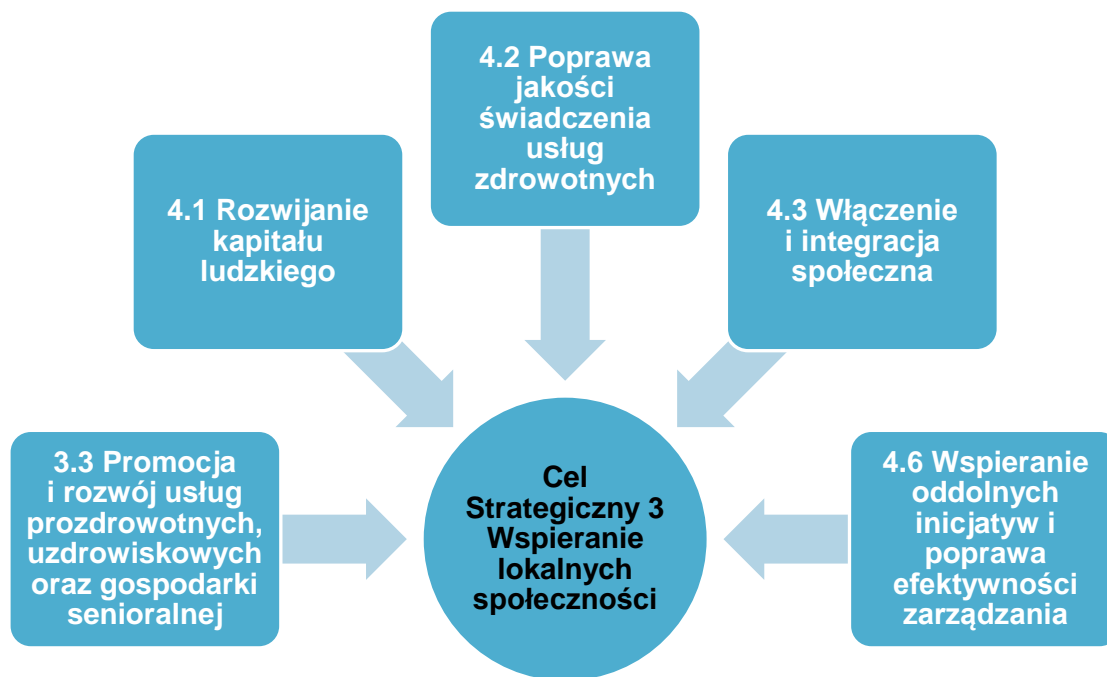 4.2 Poprawa
jakości
świadczenia
usług
zdrowotnych
4.1 Rozwijanie
kapitału
ludzkiego
4.3 Włączenie
i integracja
społeczna
3.3 Promocja
i rozwój usług
prozdrowotnych,
uzdrowiskowych
oraz gospodarki
senioralnej
Cel
Strategiczny 3
Wspieranie
lokalnych
społeczności
4.6 Wspieranie
oddolnych
inicjatyw i
poprawa
efektywności
zarządzania